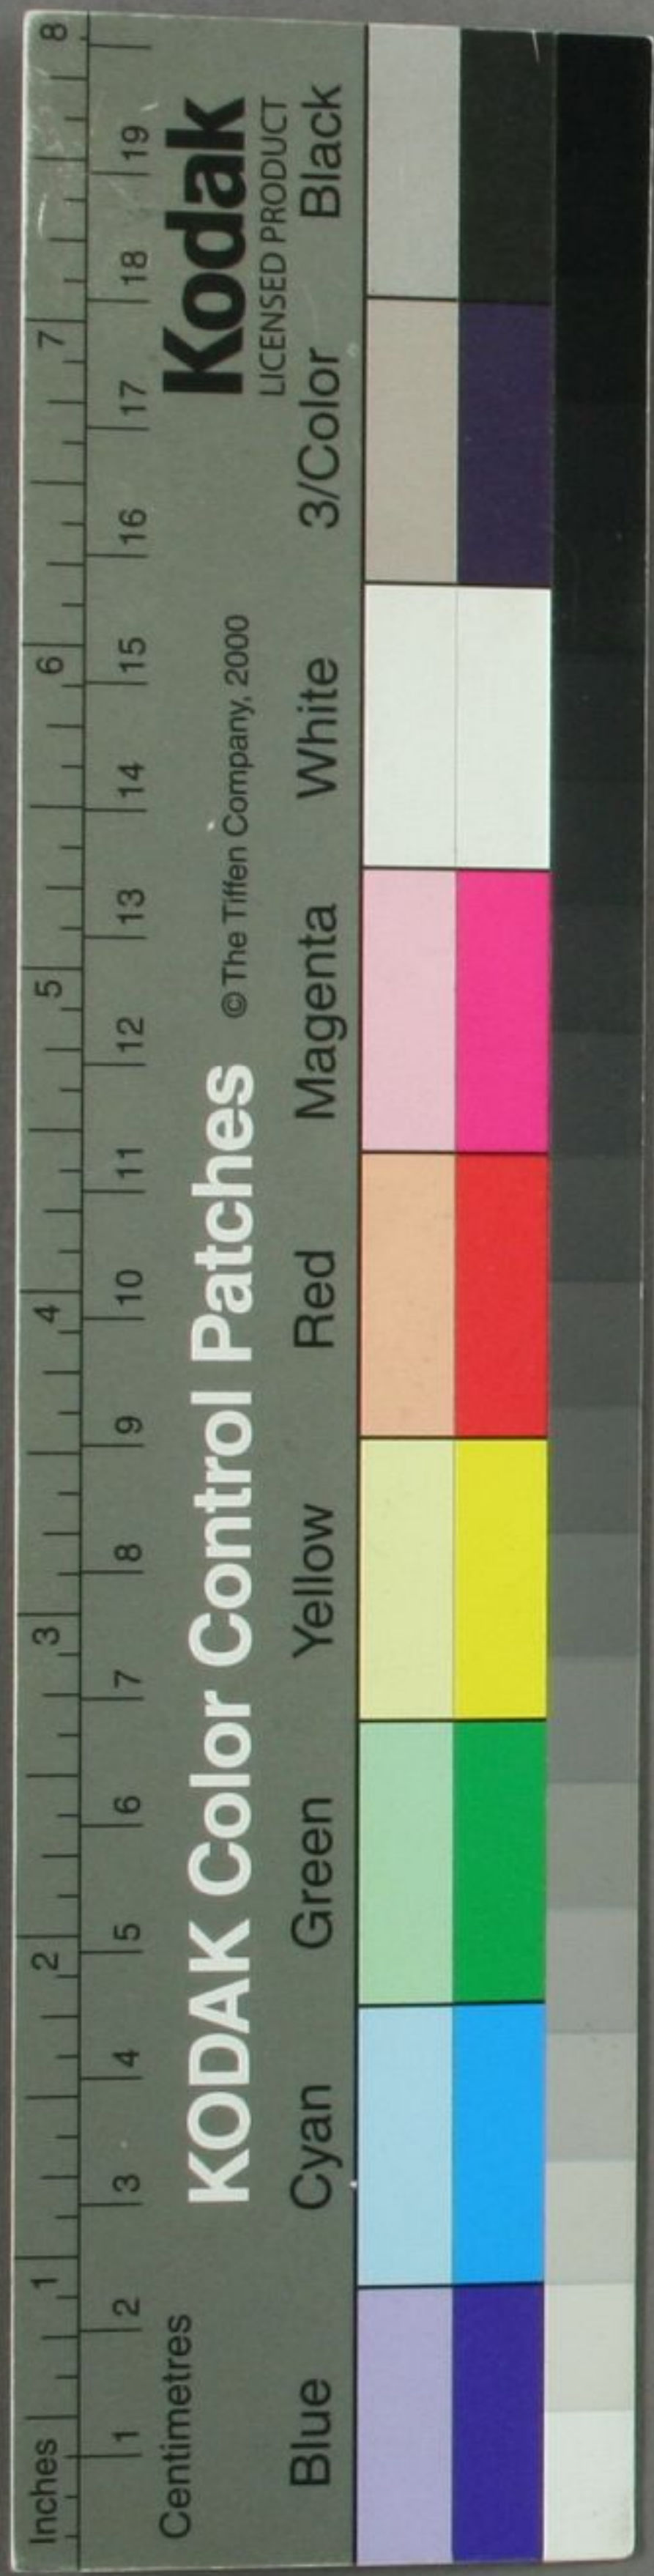 Inches 1 2 3 4 5 6 7 8
Centimetres 1 2 3 4 5 6 7 8 9 10 11 12 13 14 15 16 17 18 19
KODAK Color Control Patches © The Tiffen Company, 2000 Kodak
LICENSED PRODUCT
Blue Cyan Green Yellow Red Magenta White 3/Color Black